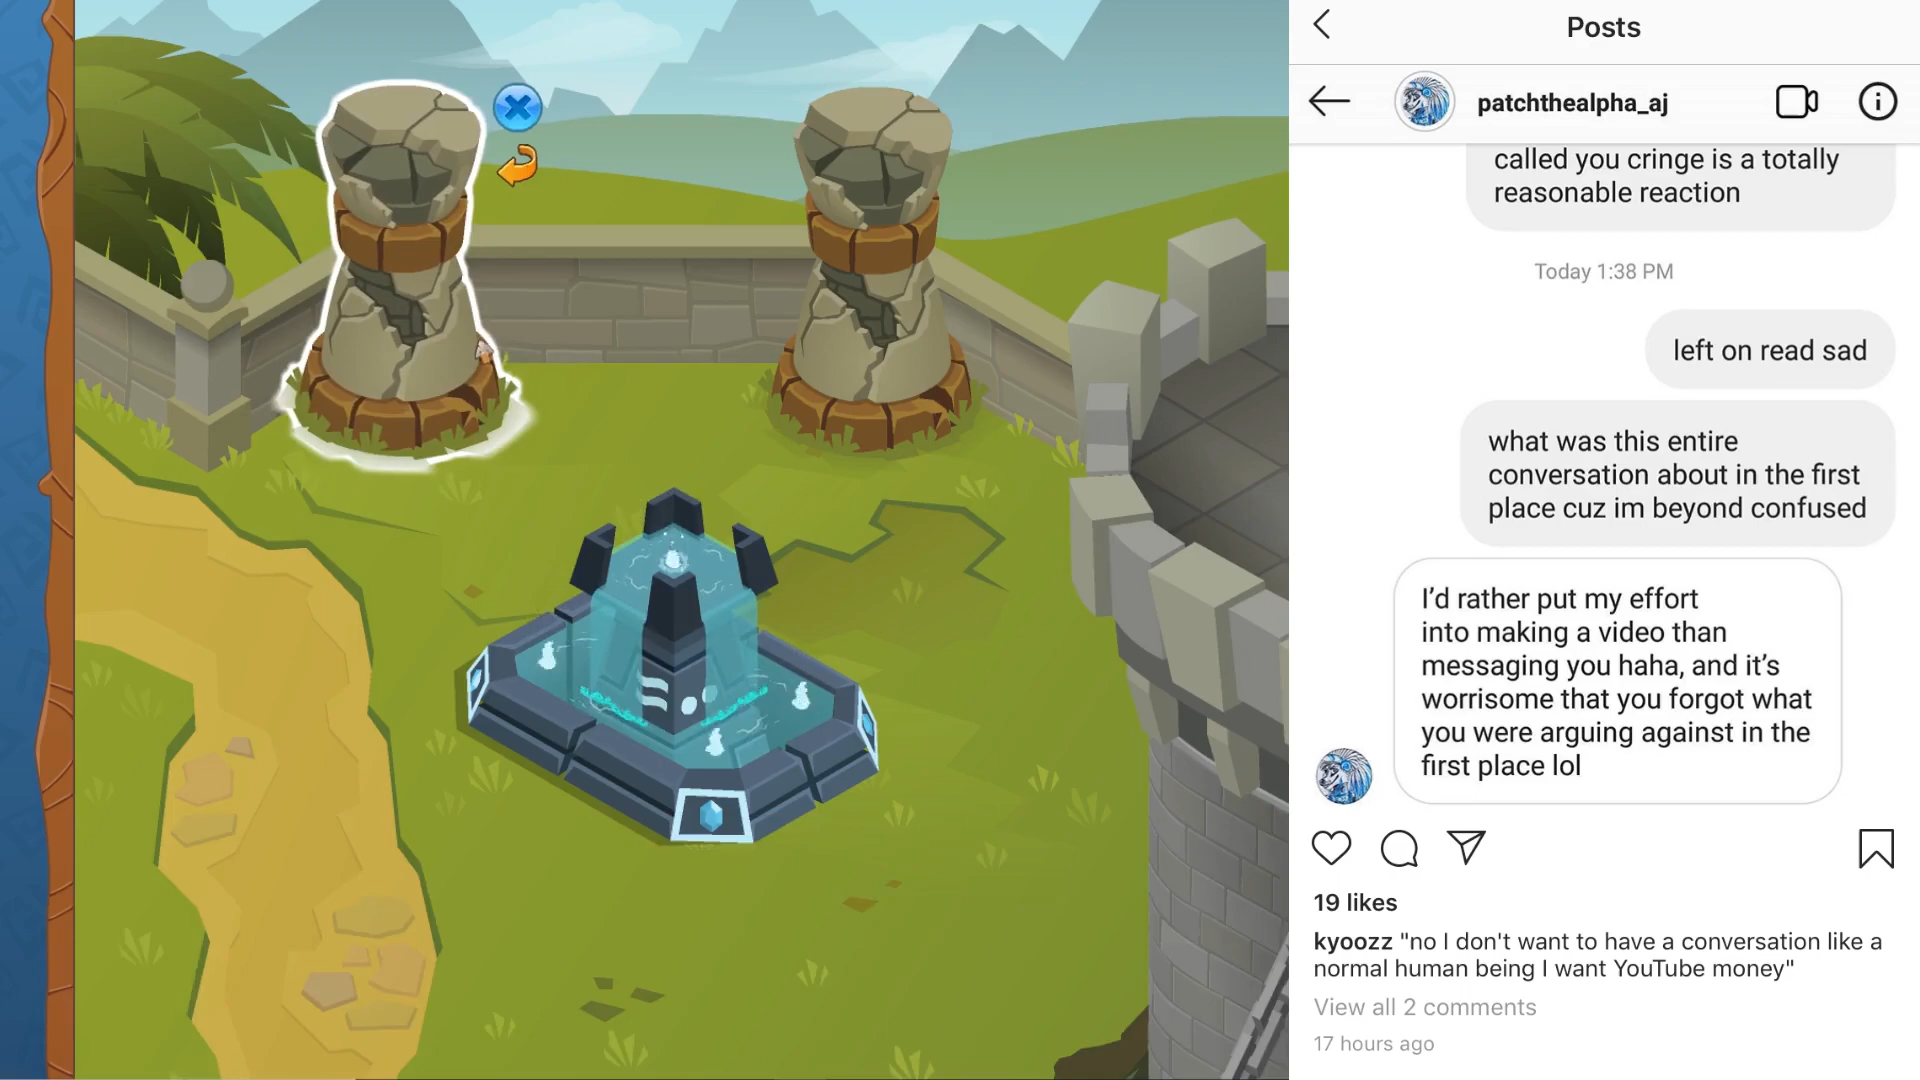 Posts
patchthealpha_aj
called you cringe is a totally
reasonable reaction
Today 1:38 PM
left on read sad
what was this entire
conversation about in the first
place cuz im beyond confused
I’d rather put my effort
into making a video than
messaging you haha, and it’s
worrisome that you forgot what
you were arguing against in the
first place lol
19 likes
kyoozz "no I don't want to have a conversation like a
normal human being I want YouTube money"
View all 2 comments
17 hours ago